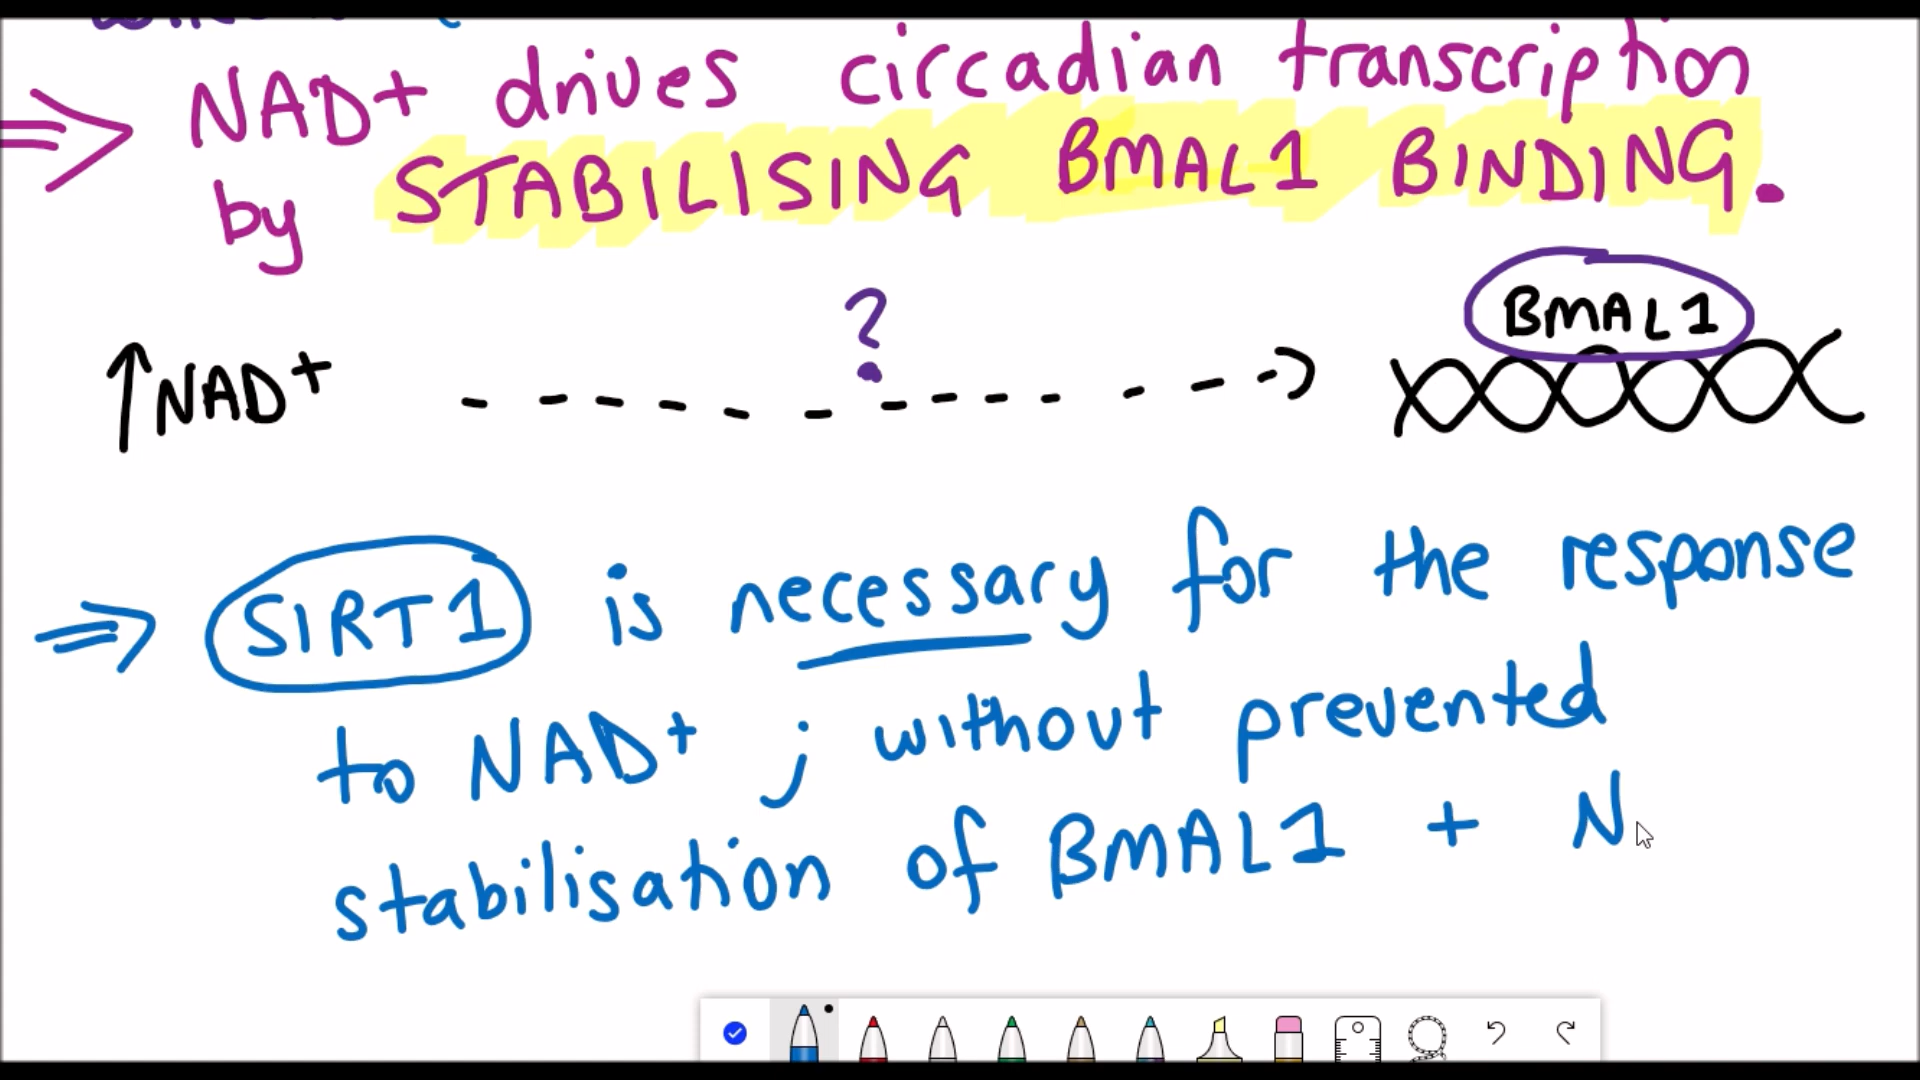 NAD+ drives circadian transcription
by STABILISING BMAL1 BINDING.
?
BMAL1
↑NAD+
⇒ SIRT1 is necessary for the response
to NAD+ ; without prevented
stabilisation of BMAL1 + N